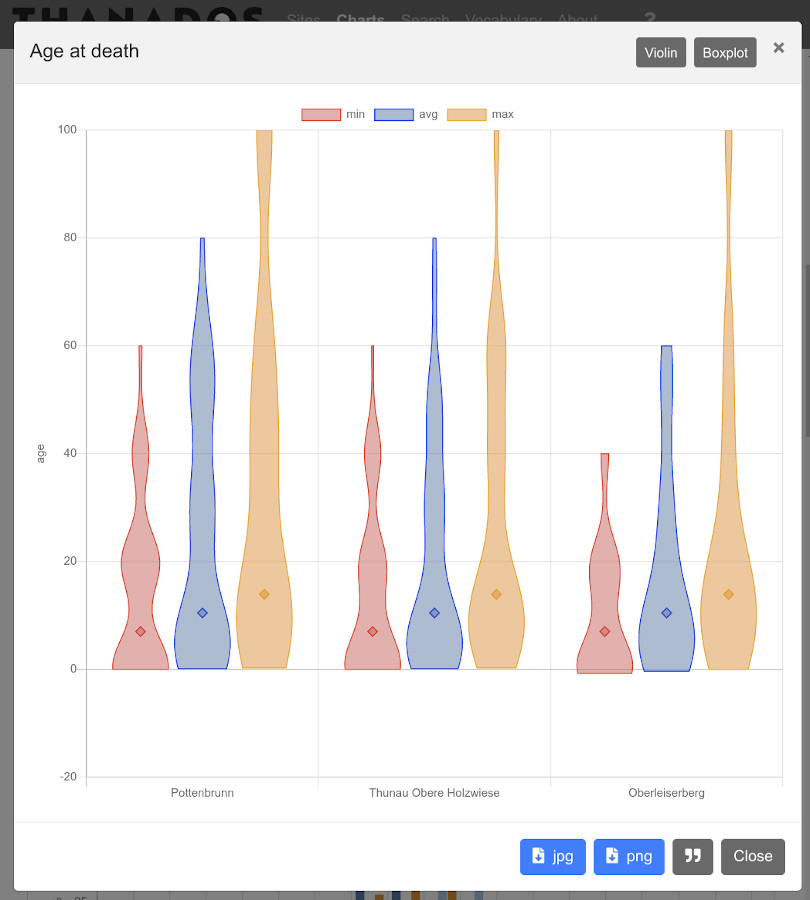 THANADOS Sites Charts Search Vocabulary About ?
Age at death
Violin Boxplot ×
min avg max
100
80
60
40
20
0
-20
age
Pottenbrunn Thunau Obere Holzwiese Oberleiserberg
jpg png Close